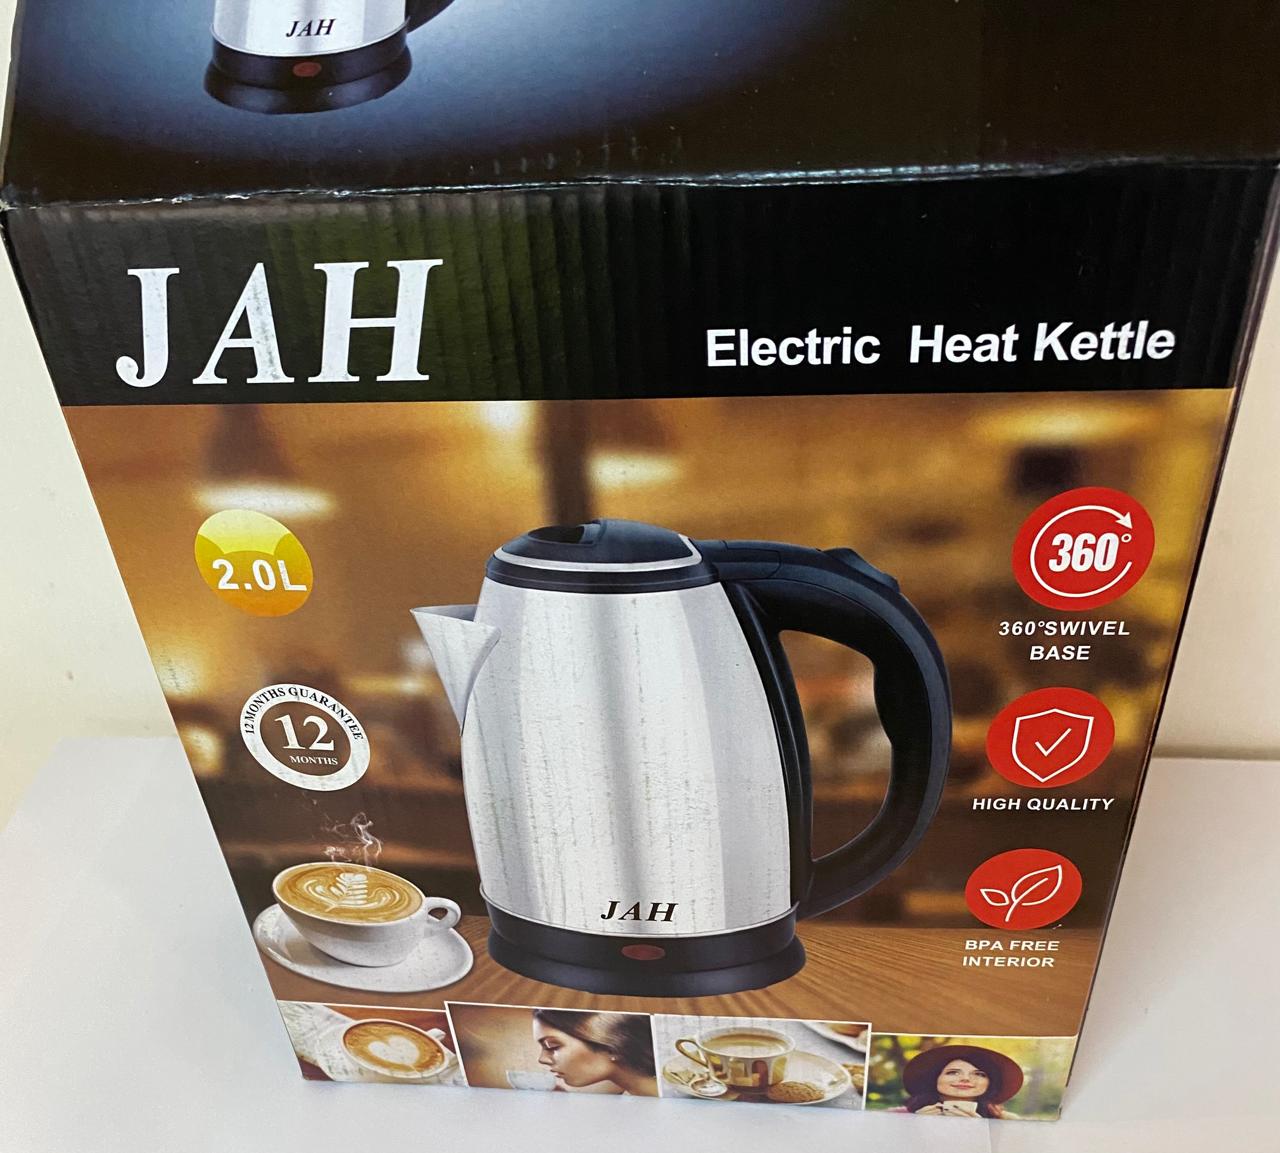 JAH
JAH
Electric Heat Kettle
2.0L
360°
360°SWIVEL
BASE
12 MONTHS GUARANTEE
12
MONTHS
HIGH QUALITY
JAH
BPA FREE
INTERIOR